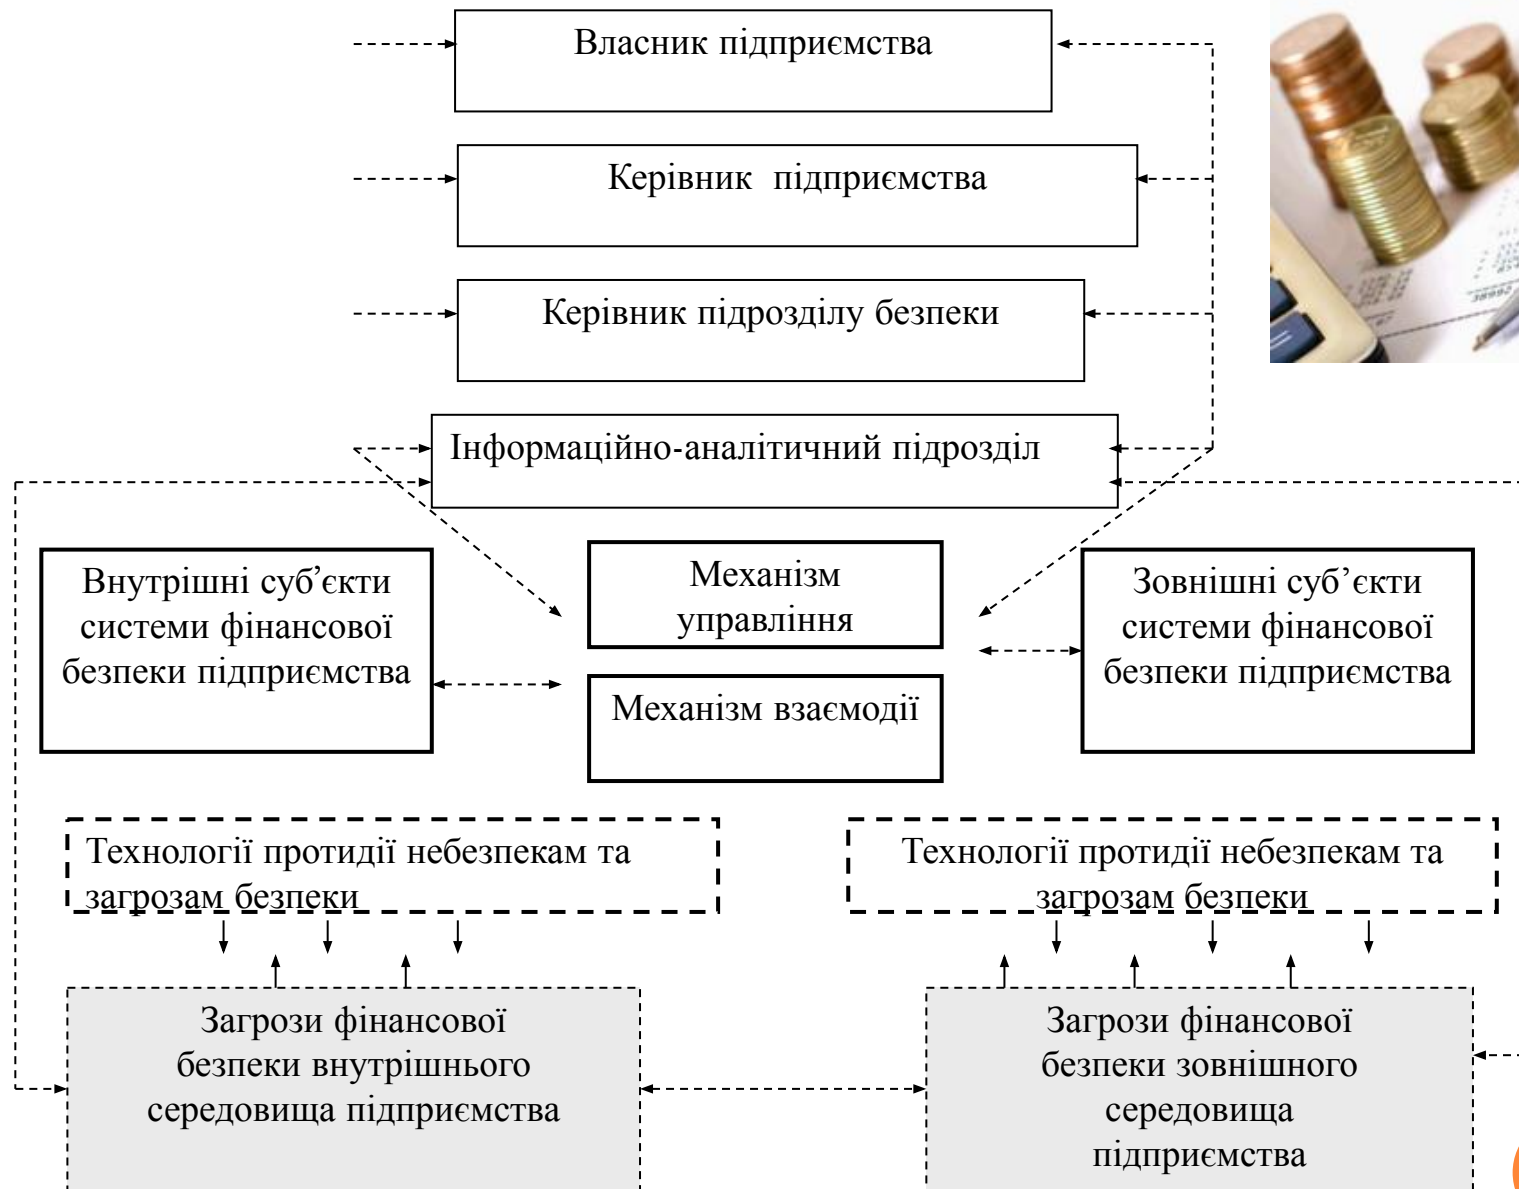 Власник підприємства
Керівник підприємства
Керівник підрозділу безпеки
Інформаційно-аналітичний підрозділ
Внутрішні суб’єкти
системи фінансової
безпеки підприємства
Механізм
управління
Механізм взаємодії
Зовнішні суб’єкти
системи фінансової
безпеки підприємства
Технології протидії небезпекам та
загрозам безпеки
Технології протидії небезпекам та
загрозам безпеки
Загрози фінансової
безпеки внутрішнього
середовища підприємства
Загрози фінансової
безпеки зовнішного
середовища
підприємства